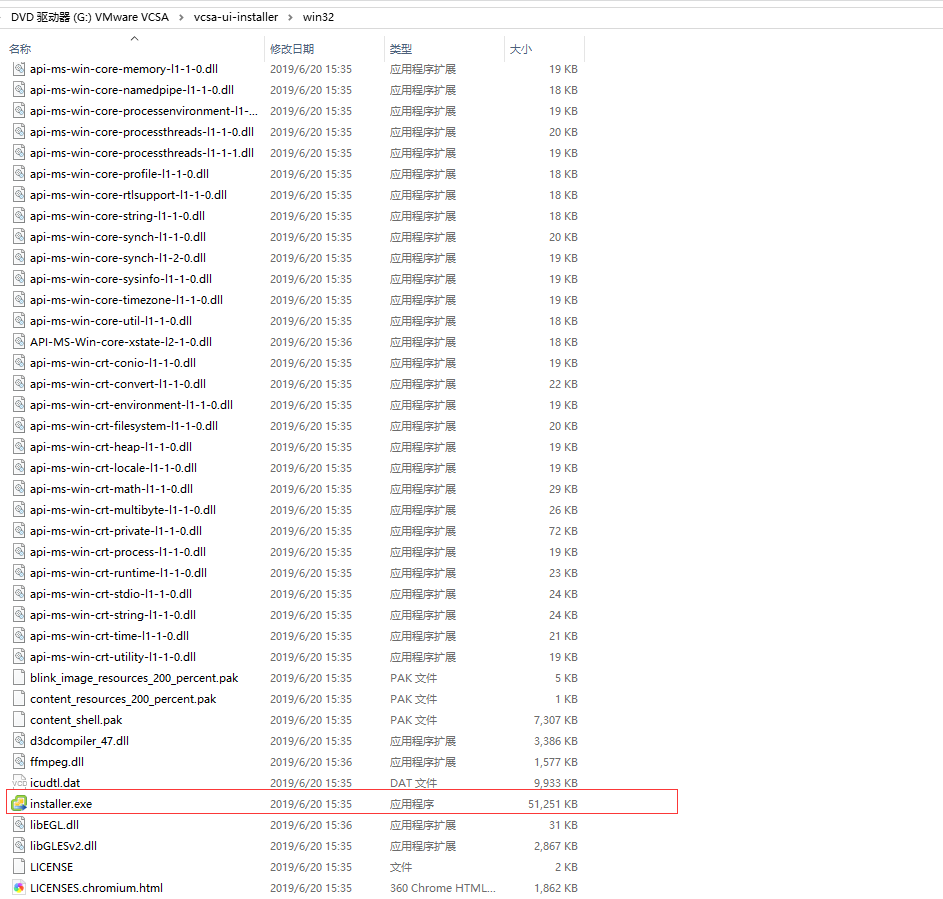 DVD 驱动器 (G:) VMware VCSA > vcsa-ui-installer > win32
名称 修改日期 类型 大小
api-ms-win-core-memory-l1-1-0.dll 2019/6/20 15:35 应用程序扩展 19 KB
api-ms-win-core-namedpipe-l1-1-0.dll 2019/6/20 15:35 应用程序扩展 18 KB
api-ms-win-core-processenvironment-l1-... 2019/6/20 15:35 应用程序扩展 19 KB
api-ms-win-core-processthreads-l1-1-0.dll 2019/6/20 15:35 应用程序扩展 20 KB
api-ms-win-core-processthreads-l1-1-1.dll 2019/6/20 15:35 应用程序扩展 19 KB
api-ms-win-core-profile-l1-1-0.dll 2019/6/20 15:35 应用程序扩展 18 KB
api-ms-win-core-rtlsupport-l1-1-0.dll 2019/6/20 15:35 应用程序扩展 18 KB
api-ms-win-core-string-l1-1-0.dll 2019/6/20 15:35 应用程序扩展 18 KB
api-ms-win-core-synch-l1-1-0.dll 2019/6/20 15:35 应用程序扩展 20 KB
api-ms-win-core-synch-l1-2-0.dll 2019/6/20 15:35 应用程序扩展 19 KB
api-ms-win-core-sysinfo-l1-1-0.dll 2019/6/20 15:35 应用程序扩展 19 KB
api-ms-win-core-timezone-l1-1-0.dll 2019/6/20 15:35 应用程序扩展 19 KB
api-ms-win-core-util-l1-1-0.dll 2019/6/20 15:35 应用程序扩展 18 KB
API-MS-Win-core-xstate-l2-1-0.dll 2019/6/20 15:36 应用程序扩展 18 KB
api-ms-win-crt-conio-l1-1-0.dll 2019/6/20 15:35 应用程序扩展 19 KB
api-ms-win-crt-convert-l1-1-0.dll 2019/6/20 15:35 应用程序扩展 22 KB
api-ms-win-crt-environment-l1-1-0.dll 2019/6/20 15:35 应用程序扩展 19 KB
api-ms-win-crt-filesystem-l1-1-0.dll 2019/6/20 15:35 应用程序扩展 20 KB
api-ms-win-crt-heap-l1-1-0.dll 2019/6/20 15:35 应用程序扩展 19 KB
api-ms-win-crt-locale-l1-1-0.dll 2019/6/20 15:35 应用程序扩展 19 KB
api-ms-win-crt-math-l1-1-0.dll 2019/6/20 15:35 应用程序扩展 29 KB
api-ms-win-crt-multibyte-l1-1-0.dll 2019/6/20 15:35 应用程序扩展 26 KB
api-ms-win-crt-private-l1-1-0.dll 2019/6/20 15:35 应用程序扩展 72 KB
api-ms-win-crt-process-l1-1-0.dll 2019/6/20 15:35 应用程序扩展 19 KB
api-ms-win-crt-runtime-l1-1-0.dll 2019/6/20 15:35 应用程序扩展 23 KB
api-ms-win-crt-stdio-l1-1-0.dll 2019/6/20 15:35 应用程序扩展 24 KB
api-ms-win-crt-string-l1-1-0.dll 2019/6/20 15:35 应用程序扩展 24 KB
api-ms-win-crt-time-l1-1-0.dll 2019/6/20 15:35 应用程序扩展 21 KB
api-ms-win-crt-utility-l1-1-0.dll 2019/6/20 15:35 应用程序扩展 19 KB
blink_image_resources_200_percent.pak 2019/6/20 15:35 PAK 文件 5 KB
content_resources_200_percent.pak 2019/6/20 15:35 PAK 文件 1 KB
content_shell.pak 2019/6/20 15:35 PAK 文件 7,307 KB
d3dcompiler_47.dll 2019/6/20 15:35 应用程序扩展 3,386 KB
ffmpeg.dll 2019/6/20 15:36 应用程序扩展 1,577 KB
icudtl.dat 2019/6/20 15:35 DAT 文件 9,933 KB
installer.exe 2019/6/20 15:35 应用程序 51,251 KB
libEGL.dll 2019/6/20 15:36 应用程序扩展 31 KB
libGLESv2.dll 2019/6/20 15:35 应用程序扩展 2,867 KB
LICENSE 2019/6/20 15:35 文件 2 KB
LICENSES.chromium.html 2019/6/20 15:35 360 Chrome HTML... 1,862 KB